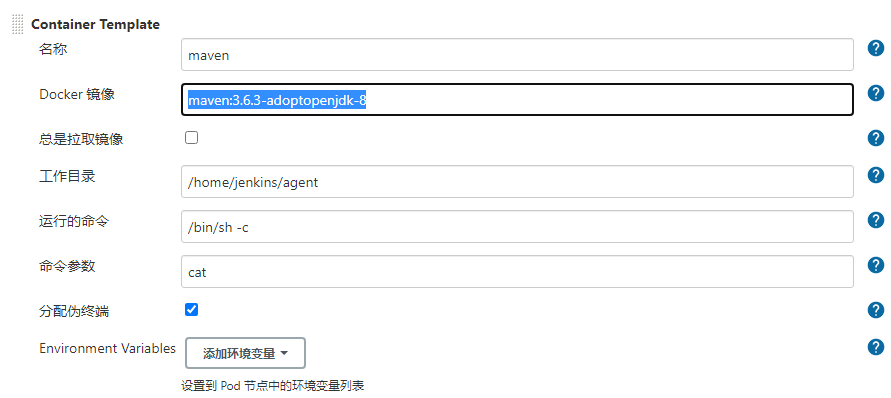 Container Template
名称
maven
Docker 镜像
maven:3.6.3-adoptopenjdk-8
总是拉取镜像
工作目录
/home/jenkins/agent
运行的命令
/bin/sh -c
命令参数
cat
分配伪终端
Environment Variables
添加环境变量
设置到 Pod 节点中的环境变量列表